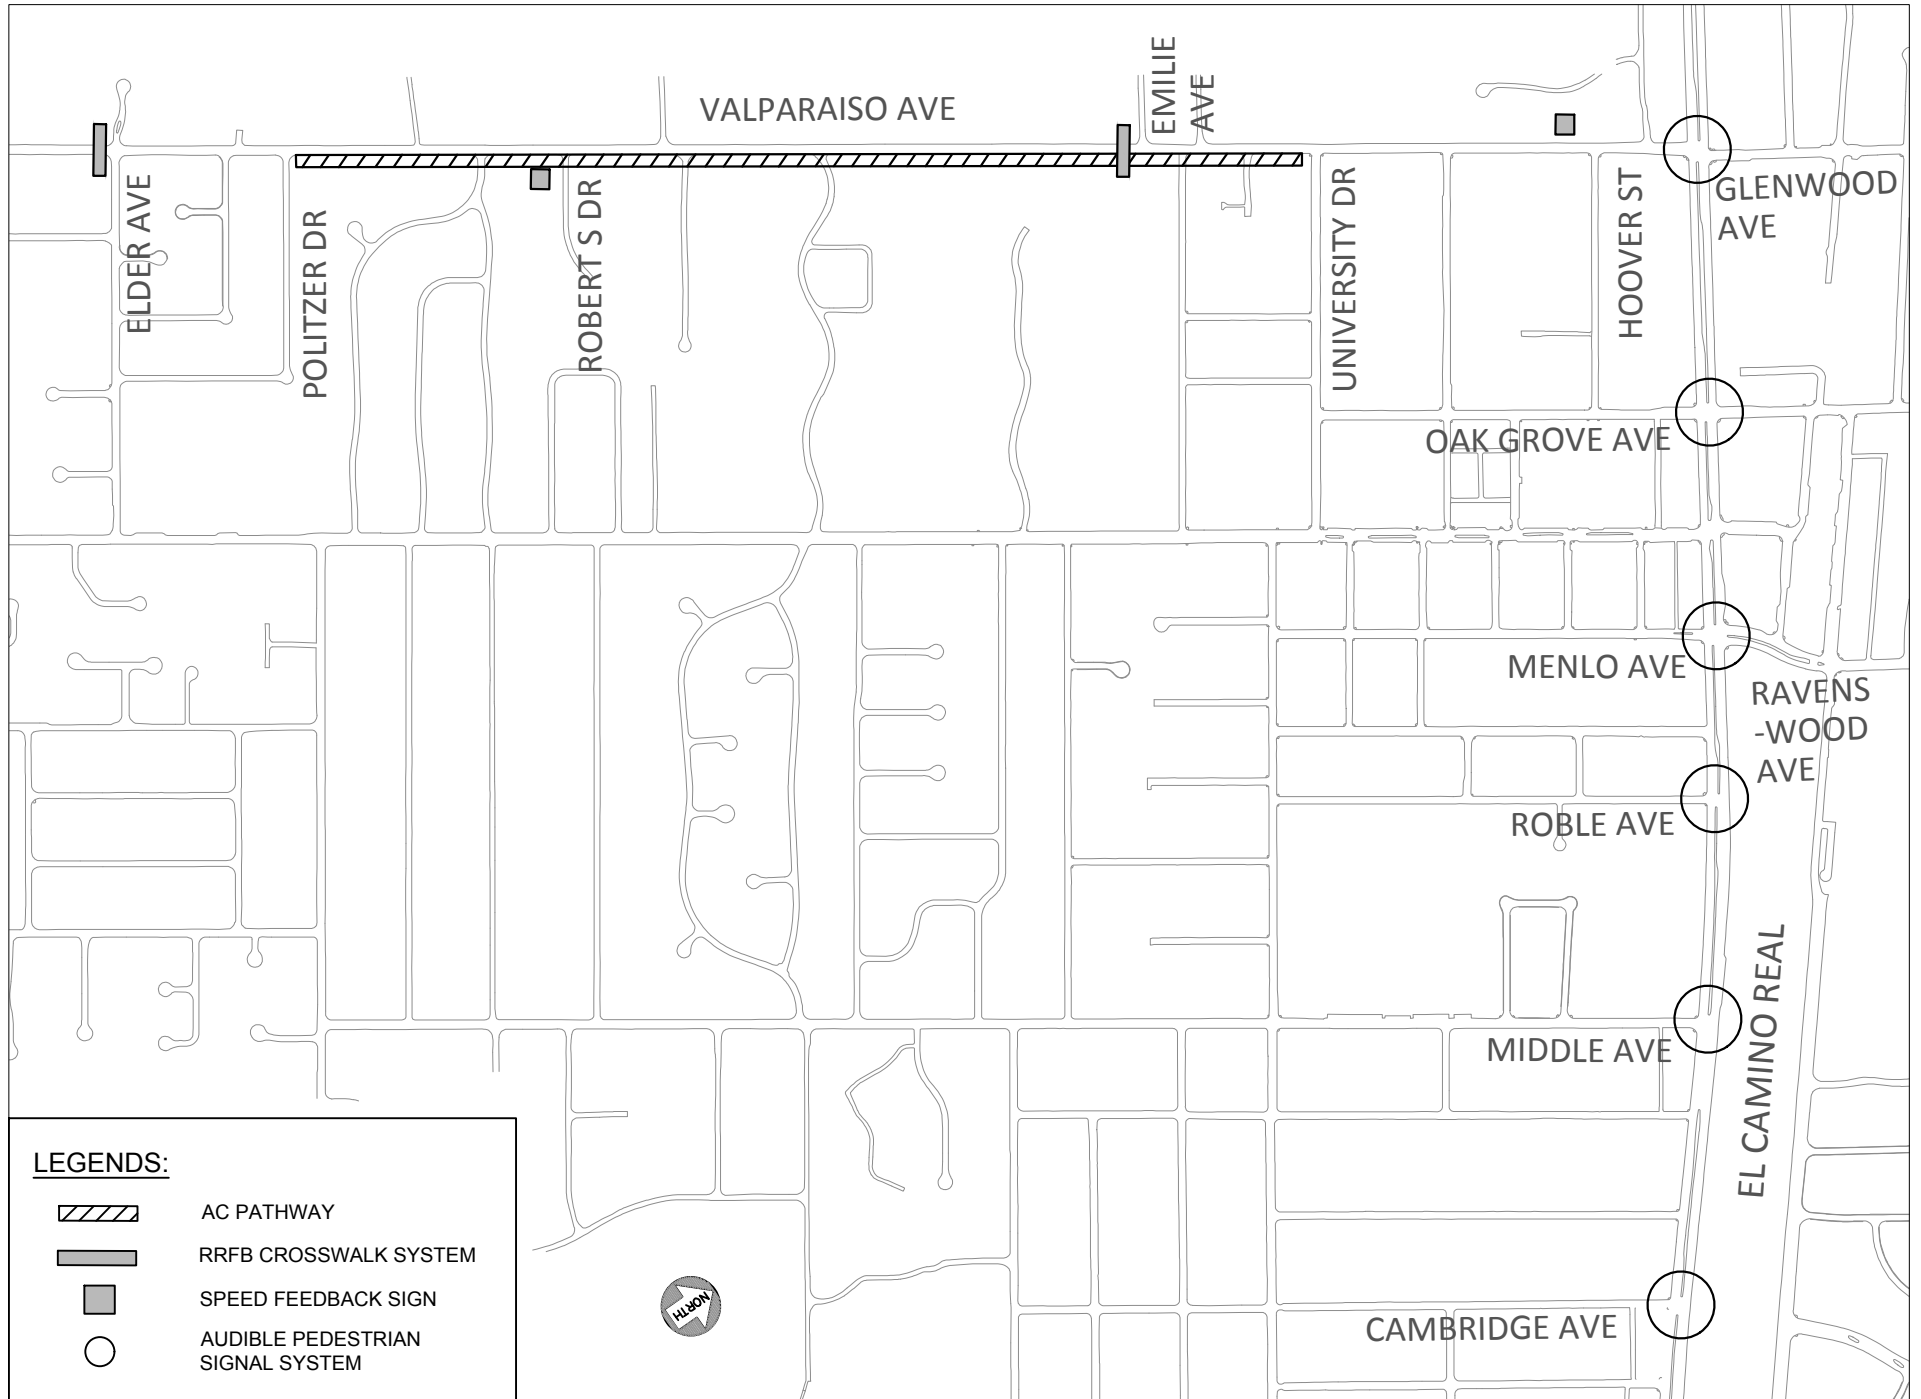 EMILIE
AVE
VALPARAISO AVE
ELDER AVE
POLITZER DR
ROBERT S DR
UNIVERSITY DR
HOOVER ST
GLENWOOD
AVE
OAK GROVE AVE
MENLO AVE
RAVENS
-WOOD
AVE
ROBLE AVE
EL CAMINO REAL
MIDDLE AVE
CAMBRIDGE AVE
NORTH
LEGENDS:
AC PATHWAY
RRFB CROSSWALK SYSTEM
SPEED FEEDBACK SIGN
AUDIBLE PEDESTRIAN
SIGNAL SYSTEM